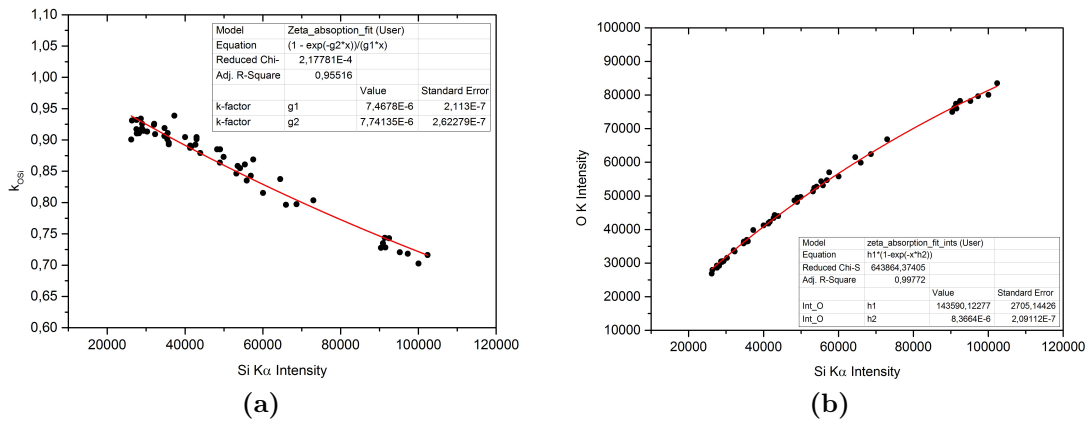 1,10
1,05
1,00
0,95
0,90
0,85
0,80
0,75
0,70
0,65
0,60
kOSi
Model Zeta_absoption_fit (User)
Equation (1 - exp(-g2*x))/(g1*x)
Reduced Chi- 2,17781E-4
Adj. R-Square 0,95516
Value Standard Error
k-factor g1 7,4678E-6 2,113E-7
k-factor g2 7,74135E-6 2,62279E-7
20000 40000 60000 80000 100000 120000
Si Kα Intensity
(a)
100000
90000
80000
70000
60000
50000
40000
30000
20000
10000
O K Intensity
Model zeta_absorption_fit_ints (User)
Equation h1*(1-exp(-x*h2))
Reduced Chi-S 643864,37405
Adj. R-Square 0,99772
Value Standard Error
Int_O h1 143590,12277 2705,14426
Int_O h2 8,3664E-6 2,09112E-7
20000 40000 60000 80000 100000 120000
Si Kα Intensity
(b)